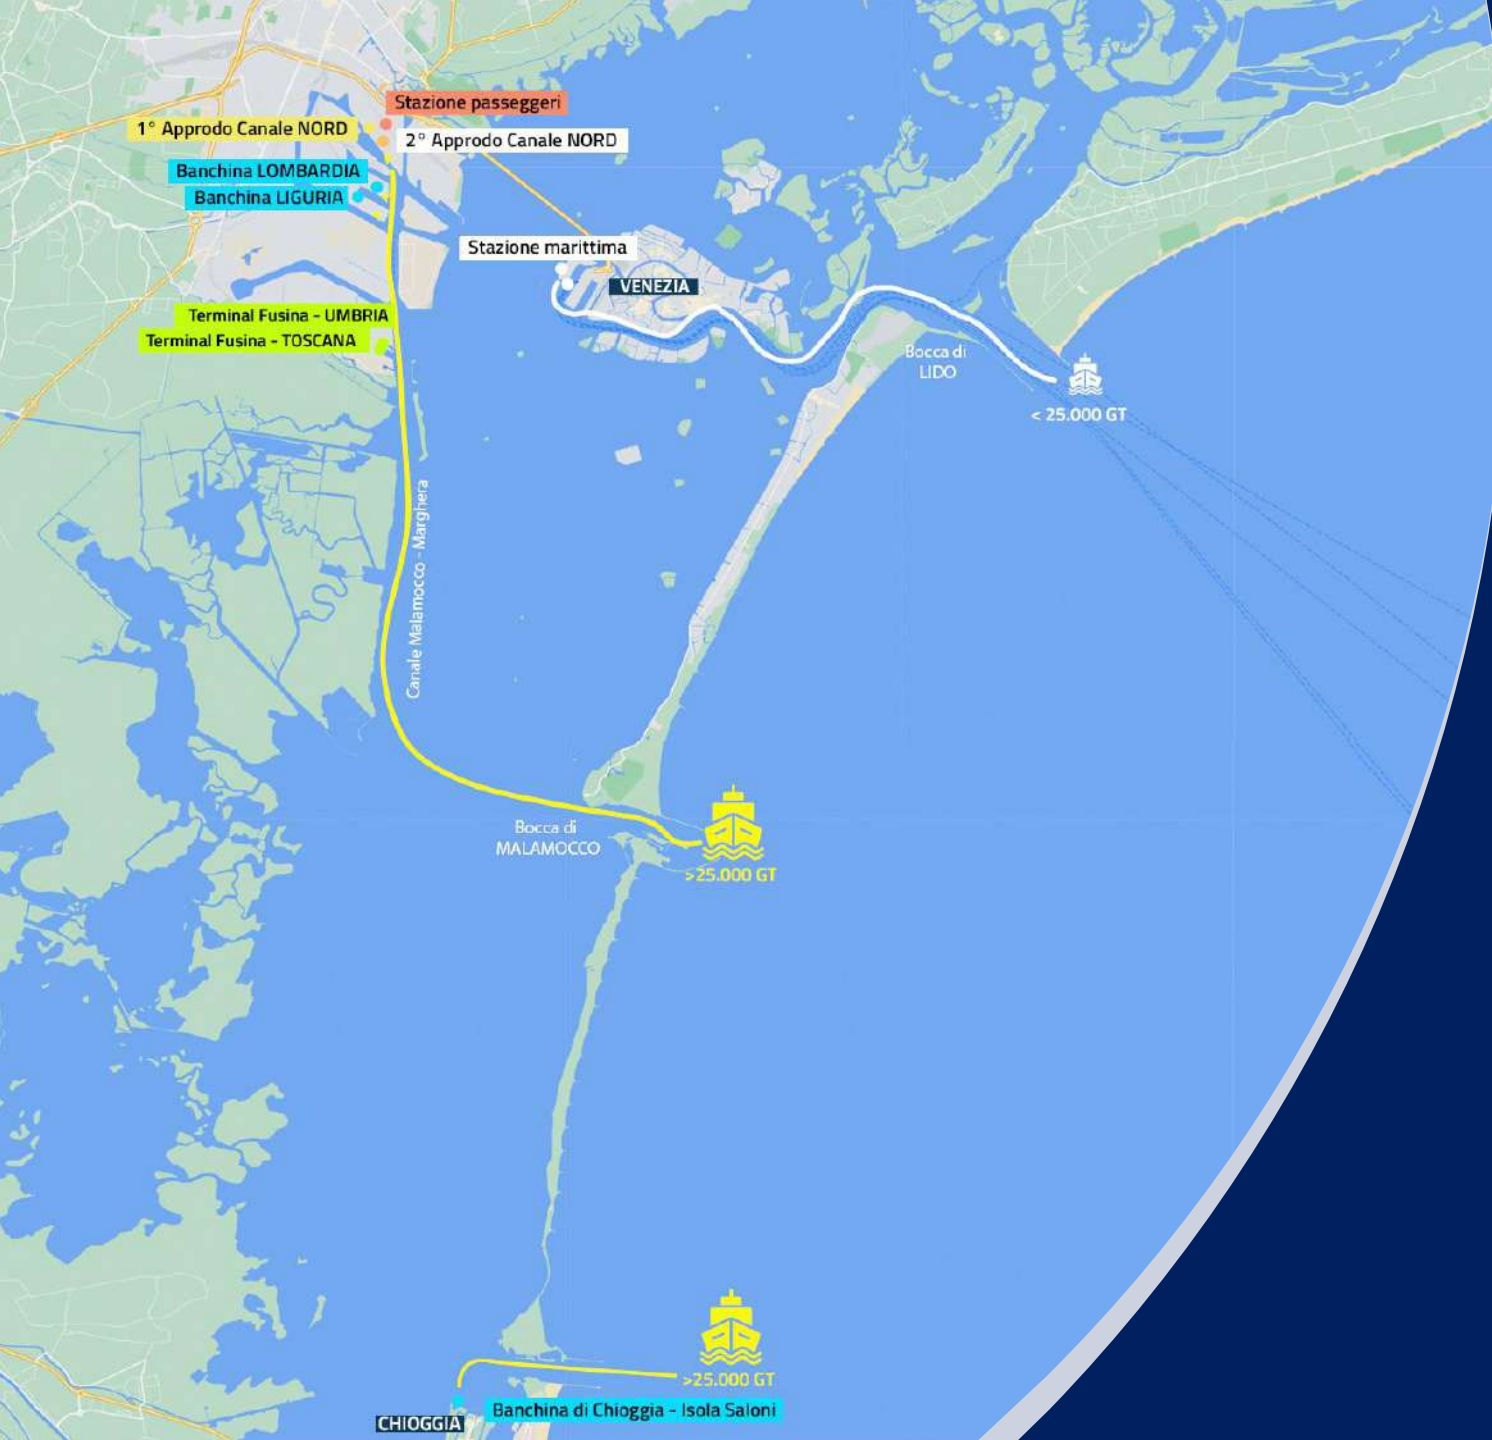 Stazione passeggeri
1° Approdo Canale NORD
2° Approdo Canale NORD
Banchina LOMBARDIA
Banchina LIGURIA
Stazione marittima
VENEZIA
Terminal Fusina - UMBRIA
Terminal Fusina - TOSCANA
Bocca di
LIDO
< 25.000 GT
Canale Malamocco - Marghera
Bocca di
MALAMOCCO
>25.000 GT
>25.000 GT
Banchina di Chioggia - Isola Saloni
CHIOGGIA